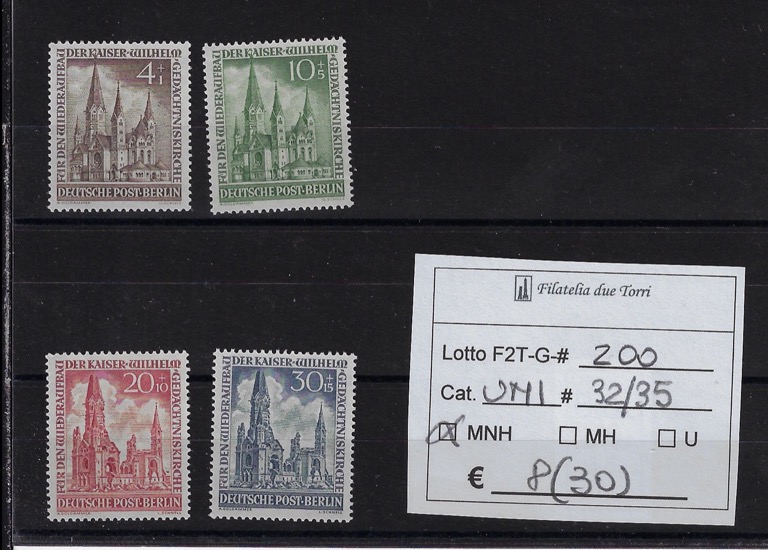 FÜR DEN WIEDERAUFBAU DER KAISER-WILHELM-GEDÄCHTNISKIRCHE
4+1
DEUTSCHE POST-BERLIN
FÜR DEN WIEDERAUFBAU DER KAISER-WILHELM-GEDÄCHTNISKIRCHE
10+5
DEUTSCHE POST-BERLIN
Filatelia due Torri
Lotto F2T-G-# 200
Cat. UNI # 32/35
MNH MH U
€ 8(30)
FÜR DEN WIEDERAUFBAU DER KAISER-WILHELM-GEDÄCHTNISKIRCHE
20+10
DEUTSCHE POST-BERLIN
FÜR DEN WIEDERAUFBAU DER KAISER-WILHELM-GEDÄCHTNISKIRCHE
30+15
DEUTSCHE POST-BERLIN